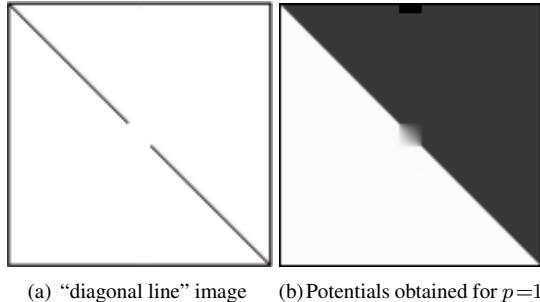 (a) “diagonal line” image
(b) Potentials obtained for p=1